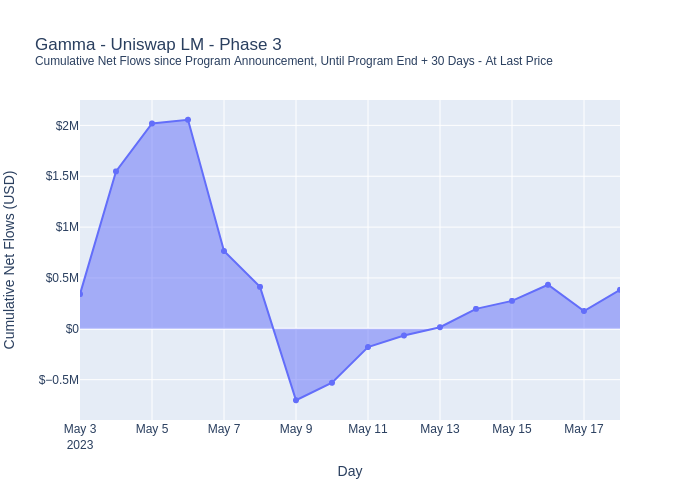 Gamma - Uniswap LM - Phase 3
Cumulative Net Flows since Program Announcement, Until Program End + 30 Days - At Last Price
Cumulative Net Flows (USD)
$2M
$1.5M
$1M
$0.5M
$0
$−0.5M
May 3
2023
May 5
May 7
May 9
May 11
May 13
May 15
May 17
Day